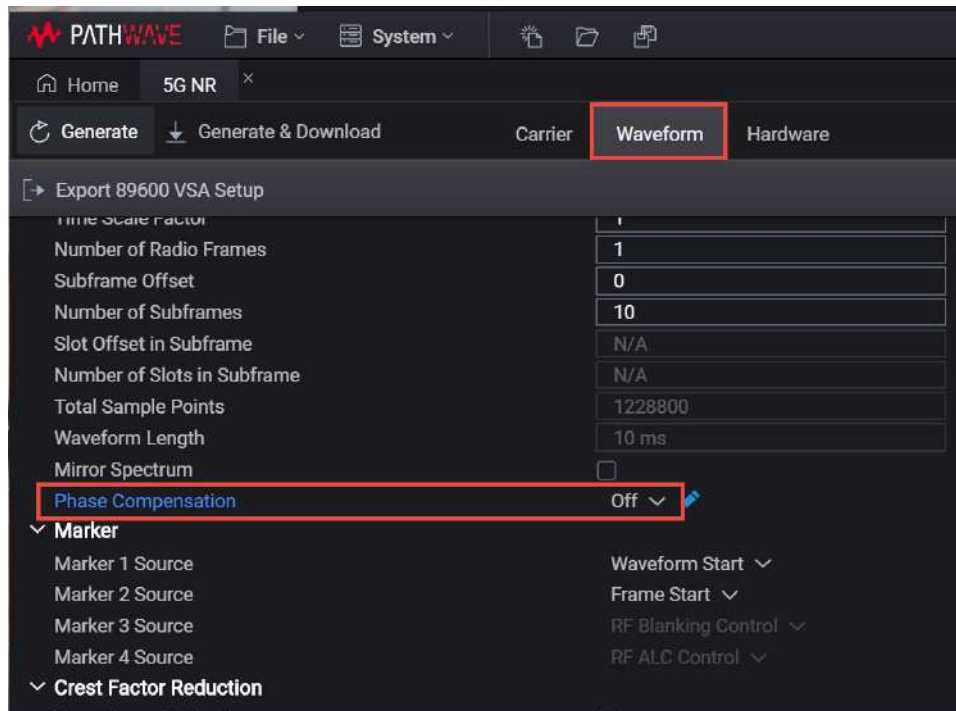 PATHWAVE File System
Home 5G NR
Generate Generate & Download Carrier Waveform Hardware
Export 89600 VSA Setup
Time Scale Factor 1
Number of Radio Frames 1
Subframe Offset 0
Number of Subframes 10
Slot Offset in Subframe N/A
Number of Slots in Subframe N/A
Total Sample Points 1228800
Waveform Length 10 ms
Mirror Spectrum
Phase Compensation Off
Marker
Marker 1 Source Waveform Start
Marker 2 Source Frame Start
Marker 3 Source RF Blanking Control
Marker 4 Source RF ALC Control
Crest Factor Reduction